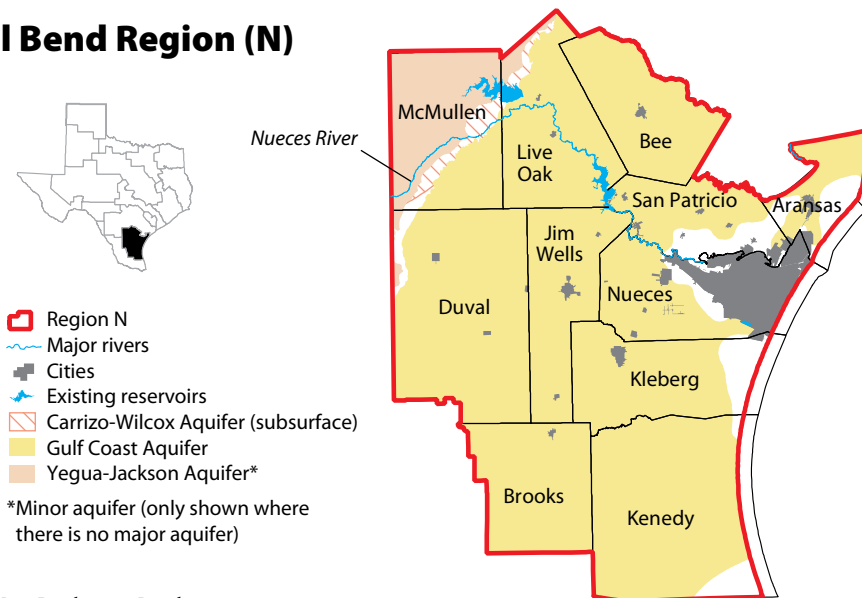 l Bend Region (N)
Nueces River
McMullen
Live
Oak
Bee
San Patricio
Aransas
Jim
Wells
Duval
Nueces
Kleberg
Brooks
Kenedy
Region N
Major rivers
Cities
Existing reservoirs
Carrizo-Wilcox Aquifer (subsurface)
Gulf Coast Aquifer
Yegua-Jackson Aquifer*
*Minor aquifer (only shown where
there is no major aquifer)